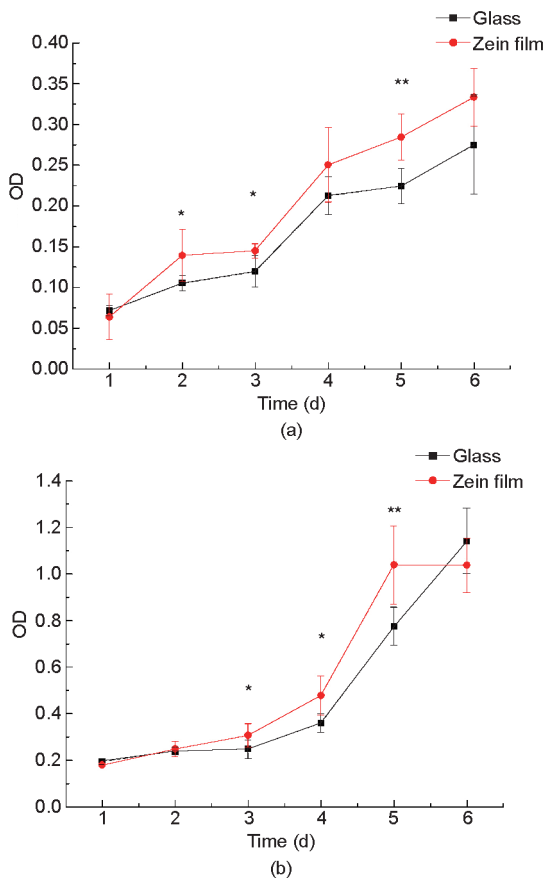 Glass
Zein film
0.40
0.35
0.30
0.25
0.20
0.15
0.10
0.05
0.00
OD
*
*
**
1 2 3 4 5 6
Time (d)
(a)
Glass
Zein film
1.4
1.2
1.0
0.8
0.6
0.4
0.2
0.0
OD
*
*
**
1 2 3 4 5 6
Time (d)
(b)